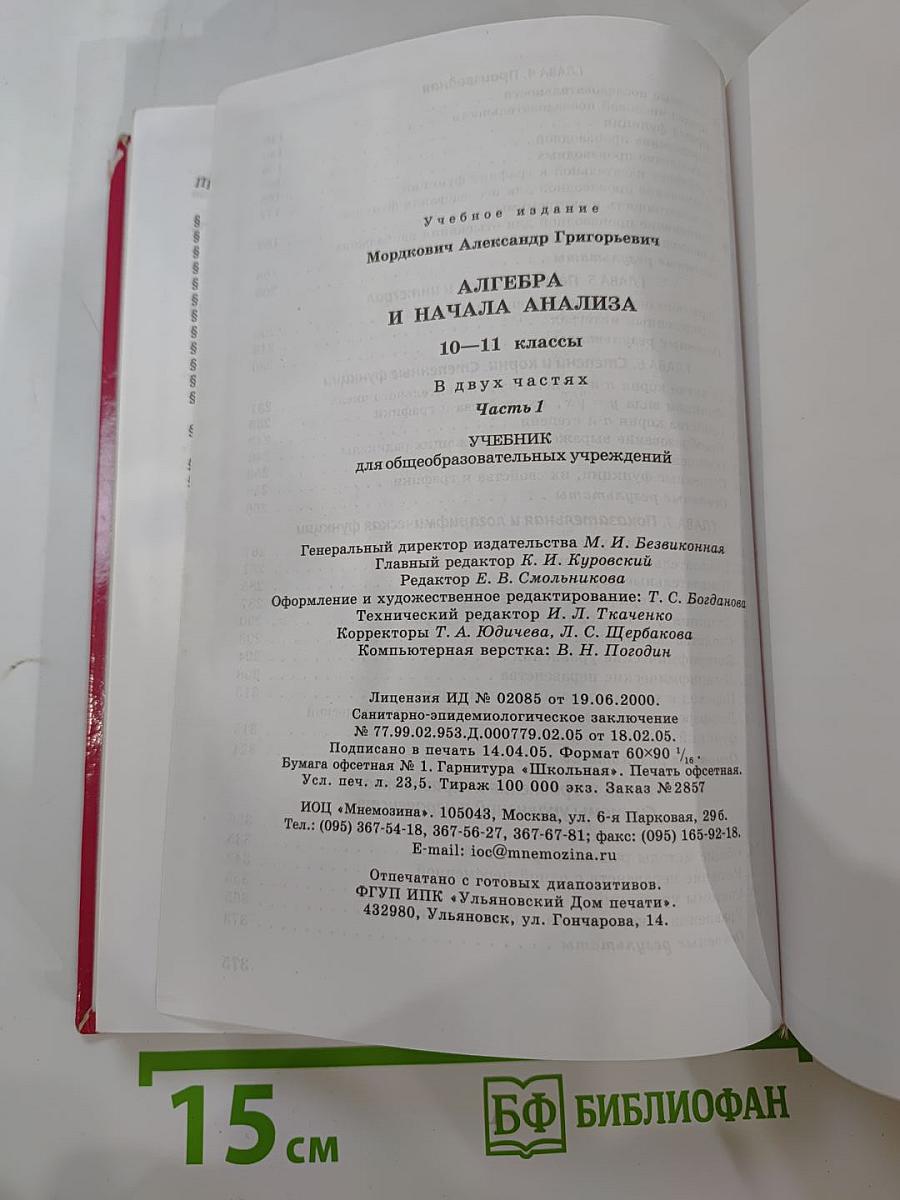 Учебное издание
Мордкович Александр Григорьевич
АЛГЕБРА
И НАЧАЛА АНАЛИЗА
10—11 классы
В двух частях
Часть 1
УЧЕБНИК
для общеобразовательных учреждений
Генеральный директор издательства М. И. Безвиконная
Главный редактор К. И. Куровский
Редактор Е. В. Смольникова
Оформление и художественное редактирование: Т. С. Богданова
Технический редактор И. Л. Ткаченко
Корректоры Т. А. Юдичева, Л. С. Щербакова
Компьютерная верстка: В. Н. Погодин
Лицензия ИД № 02085 от 19.06.2000.
Санитарно-эпидемиологическое заключение
№ 77.99.02.953.Д.000779.02.05 от 18.02.05.
Подписано в печать 14.04.05. Формат 60×90 1/16.
Бумага офсетная № 1. Гарнитура «Школьная». Печать офсетная.
Усл. печ. л. 23,5. Тираж 100 000 экз. Заказ №2857
ИОЦ «Мнемозина». 105043, Москва, ул. 6-я Парковая, 29б.
Тел.: (095) 367-54-18, 367-56-27, 367-67-81; факс: (095) 165-92-18.
E-mail: ioc@mnemozina.ru
Отпечатано с готовых диапозитивов.
ФГУП ИПК «Ульяновский Дом печати».
432980, Ульяновск, ул. Гончарова, 14.
15 см
БФ БИБЛИОФАН